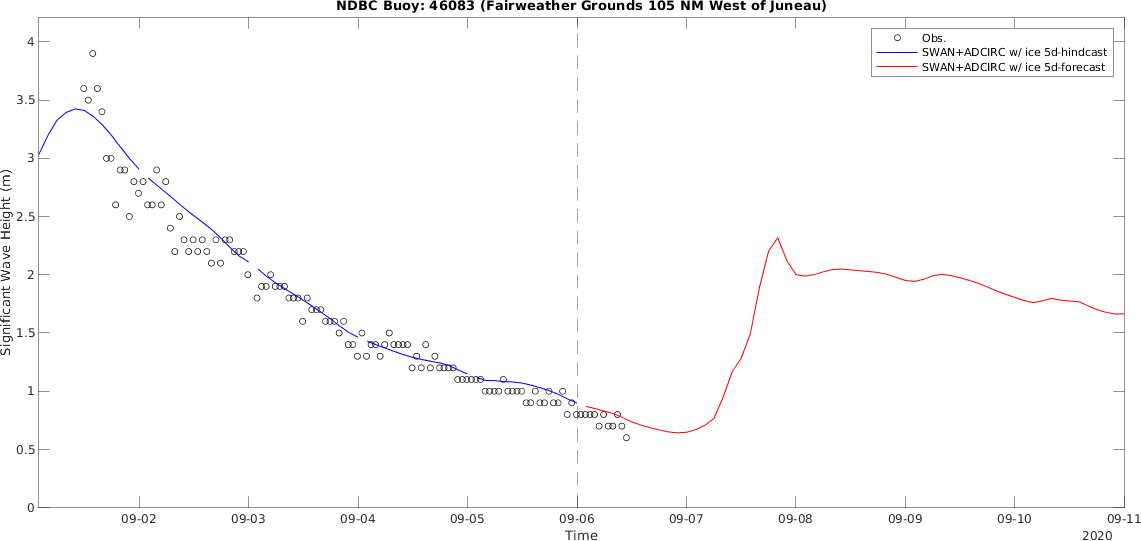 NDBC Buoy: 46083 (Fairweather Grounds 105 NM West of Juneau)
Obs.
SWAN+ADCIRC w/ ice 5d-hindcast
SWAN+ADCIRC w/ ice 5d-forecast
Significant Wave Height (m)
4
3.5
3
2.5
2
1.5
1
0.5
0
09-02 09-03 09-04 09-05 09-06 09-07 09-08 09-09 09-10 09-11
Time
2020